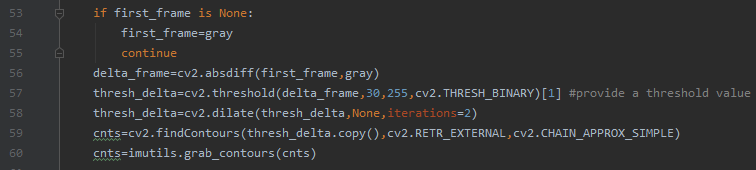 53 if first_frame is None:
54 first_frame=gray
55 continue
56 delta_frame=cv2.absdiff(first_frame,gray)
57 thresh_delta=cv2.threshold(delta_frame,30,255,cv2.THRESH_BINARY)[1] #provide a threshold value
58 thresh_delta=cv2.dilate(thresh_delta,None,iterations=2)
59 cnts=cv2.findContours(thresh_delta.copy(),cv2.RETR_EXTERNAL,cv2.CHAIN_APPROX_SIMPLE)
60 cnts=imutils.grab_contours(cnts)